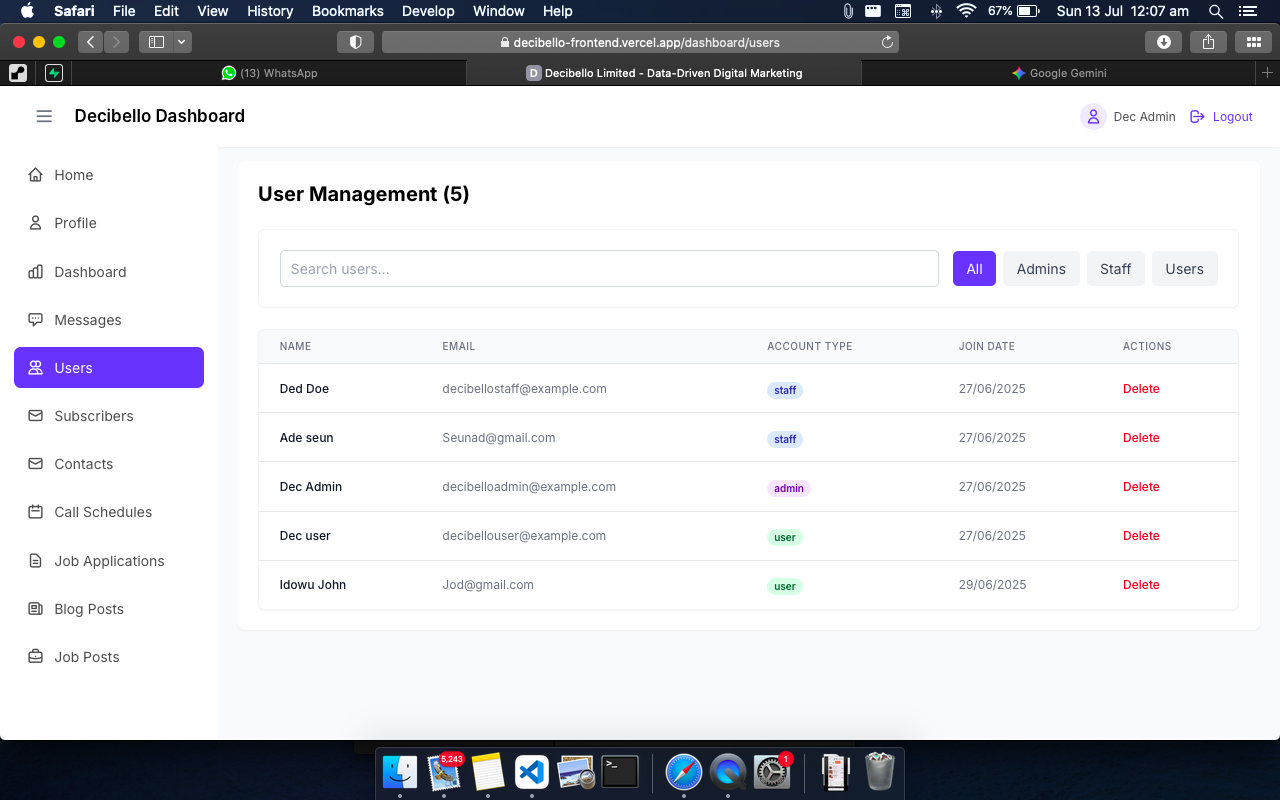 Safari File Edit View History Bookmarks Develop Window Help 67% Sun 13 Jul 12:07 am
decibello-frontend.vercel.app/dashboard/users
(13) WhatsApp
D Decibello Limited - Data-Driven Digital Marketing
Google Gemini
Decibello Dashboard
Dec Admin Logout
Home
Profile
Dashboard
Messages
Users
Subscribers
Contacts
Call Schedules
Job Applications
Blog Posts
Job Posts
User Management (5)
Search users... All Admins Staff Users
NAME EMAIL ACCOUNT TYPE JOIN DATE ACTIONS
Ded Doe decibellostaff@example.com staff 27/06/2025 Delete
Ade seun Seunad@gmail.com staff 27/06/2025 Delete
Dec Admin decibelloadmin@example.com admin 27/06/2025 Delete
Dec user decibellouser@example.com user 27/06/2025 Delete
Idowu John Jod@gmail.com user 29/06/2025 Delete
5,243
>_
1